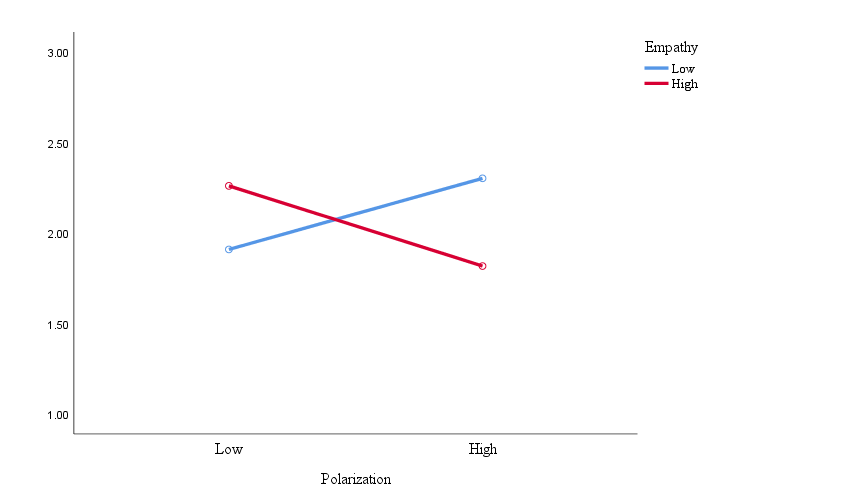 Empathy
Low
High
3.00
2.50
2.00
1.50
1.00
Low High
Polarization